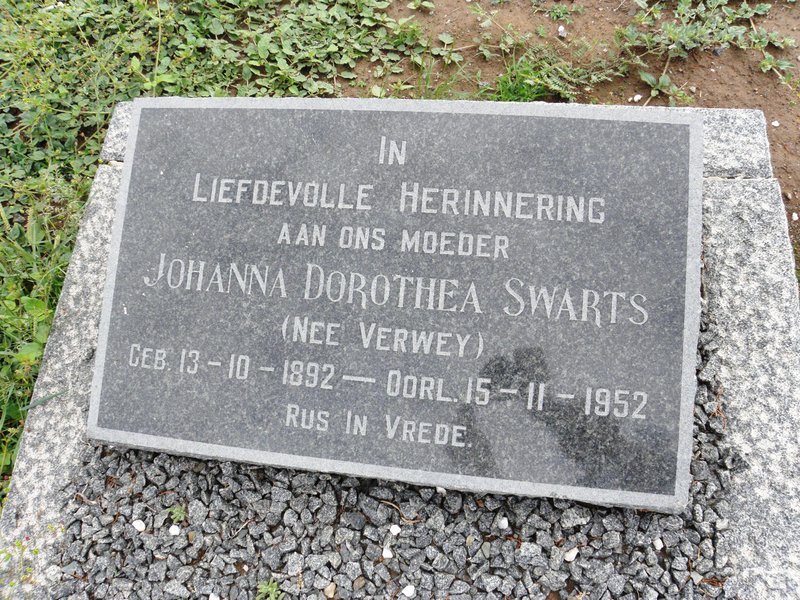 IN
LIEFDEVOLLE HERINNERING
AAN ONS MOEDER
JOHANNA DOROTHEA SWARTS
(NEE VERWEY)
GEB. 13-10-1892 — OORL. 15-11-1952
RUS IN VREDE.